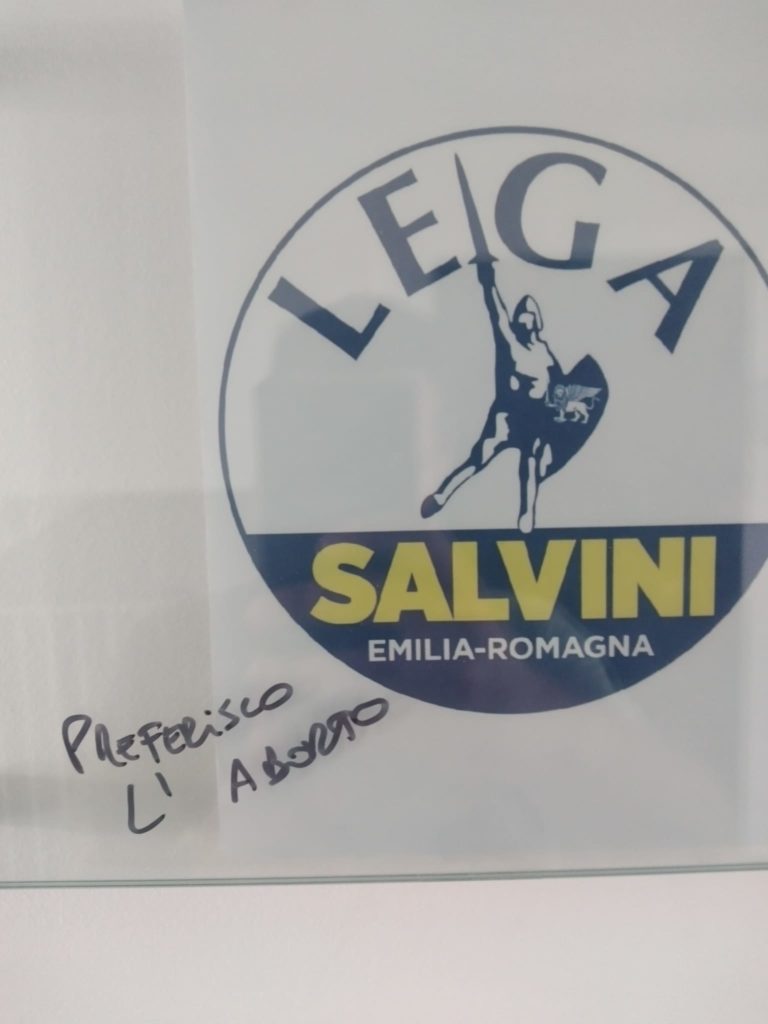 LEGA
SALVINI
EMILIA-ROMAGNA
PREFERISCO
L' ABORTO